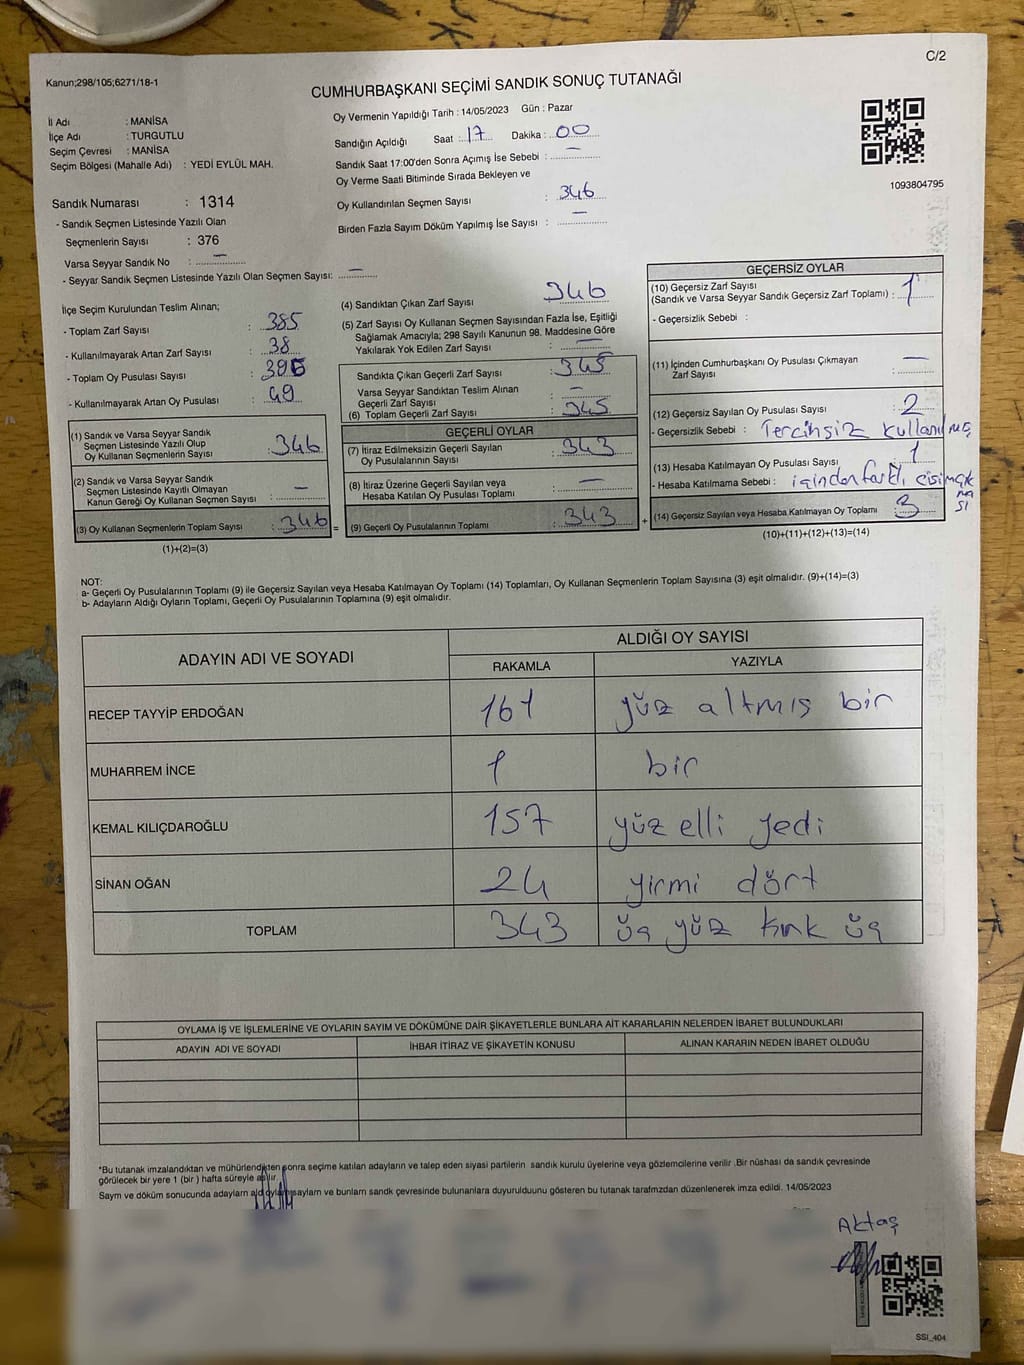 C/2
Kanun;298/105;6271/18-1
CUMHURBAŞKANI SEÇİMİ SANDIK SONUÇ TUTANAĞI
İl Adı : MANİSA
İlçe Adı : TURGUTLU
Seçim Çevresi : MANİSA
Seçim Bölgesi (Mahalle Adı) : YEDİ EYLÜL MAH.
Sandık Numarası : 1314
- Sandık Seçmen Listesinde Yazılı Olan
Seçmenlerin Sayısı : 376
Varsa Seyyar Sandık No : —
- Seyyar Sandık Seçmen Listesinde Yazılı Olan Seçmen Sayısı: —
Oy Vermenin Yapıldığı Tarih : 14/05/2023 Gün : Pazar
Sandığın Açıldığı Saat : 17 Dakika : 00
Sandık Saat 17:00'den Sonra Açımış İse Sebebi : —
Oy Verme Saati Bitiminde Sırada Bekleyen ve
Oy Kullandırılan Seçmen Sayısı : 346
Birden Fazla Sayım Döküm Yapılmış İse Sayısı : —
1093804795
İlçe Seçim Kurulundan Teslim Alınan;
- Toplam Zarf Sayısı : 385
- Kullanılmayarak Artan Zarf Sayısı : 38
- Toplam Oy Pusulası Sayısı :
- Kullanılmayarak Artan Oy Pusulası : 49
(1) Sandık ve Varsa Seyyar Sandık
Seçmen Listesinde Yazılı Olup
Oy Kullanan Seçmenlerin Sayısı : 346
(2) Sandık ve Varsa Seyyar Sandık
Seçmen Listesinde Kayıtlı Olmayan
Kanun Gereği Oy Kullanan Seçmen Sayısı : —
(3) Oy Kullanan Seçmenlerin Toplam Sayısı : 346 =
(1)+(2)=(3)
(4) Sandıktan Çıkan Zarf Sayısı : 346
(5) Zarf Sayısı Oy Kullanan Seçmen Sayısından Fazla İse, Eşitliği
Sağlamak Amacıyla; 298 Sayılı Kanunun 98. Maddesine Göre
Yakılarak Yok Edilen Zarf Sayısı : —
Sandıkta Çıkan Geçerli Zarf Sayısı : 345
Varsa Seyyar Sandıktan Teslim Alınan
Geçerli Zarf Sayısı : —
(6) Toplam Geçerli Zarf Sayısı : 345
GEÇERLİ OYLAR
(7) İtiraz Edilmeksizin Geçerli Sayılan
Oy Pusulalarının Sayısı : 343
(8) İtiraz Üzerine Geçerli Sayılan veya
Hesaba Katılan Oy Pusulası Toplamı : —
(9) Geçerli Oy Pusulalarının Toplamı : 343 +
GEÇERSİZ OYLAR
(10) Geçersiz Zarf Sayısı
(Sandık ve Varsa Seyyar Sandık Geçersiz Zarf Toplamı) : 1
- Geçersizlik Sebebi :
(11) İçinden Cumhurbaşkanı Oy Pusulası Çıkmayan
Zarf Sayısı : —
(12) Geçersiz Sayılan Oy Pusulası Sayısı : 2
- Geçersizlik Sebebi : Tercihsiz kullanılmış
(13) Hesaba Katılmayan Oy Pusulası Sayısı : 1
- Hesaba Katılmama Sebebi : içinden farklı
(14) Geçersiz Sayılan veya Hesaba Katılmayan Oy Toplamı : 3
(10)+(11)+(12)+(13)=(14)
NOT:
a- Geçerli Oy Pusulalarının Toplamı (9) ile Geçersiz Sayılan veya Hesaba Katılmayan Oy Toplamı (14) Toplamları, Oy Kullanan Seçmenlerin Toplam Sayısına (3) eşit olmalıdır. (9)+(14)=(3)
b- Adayların Aldığı Oyların Toplamı, Geçerli Oy Pusulalarının Toplamına (9) eşit olmalıdır.
ADAYIN ADI VE SOYADI ALDIĞI OY SAYISI
RAKAMLA YAZIYLA
RECEP TAYYİP ERDOĞAN 161 yüz altmış bir
MUHARREM İNCE 1 bir
KEMAL KILIÇDAROĞLU 157 yüz elli yedi
SİNAN OĞAN 24 yirmi dört
TOPLAM 343 üç yüz kırk üç
OYLAMA İŞ VE İŞLEMLERİNE VE OYLARIN SAYIM VE DÖKÜMÜNE DAİR ŞİKAYETLERLE BUNLARA AİT KARARLARIN NELERDEN İBARET BULUNDUKLARI
ADAYIN ADI VE SOYADI İHBAR İTİRAZ VE ŞİKAYETİN KONUSU ALINAN KARARIN NEDEN İBARET OLDUĞU
*Bu tutanak imzalandıktan ve mühürlendikten sonra seçime katılan adayların ve talep eden siyasi partilerin sandık kurulu üyelerine veya gözlemcilerine verilir .Bir nüshası da sandık çevresinde
görülecek bir yere 1 (bir ) hafta süreyle asılır.
Sayım ve döküm sonucunda adayların aldığı oyların sayıları ve bunların sandık çevresinde bulunanlara duyurulduunu gösteren bu tutanak tarafımızdan düzenlenerek imza edildi. 14/05/2023
Aktaş
SSI_404